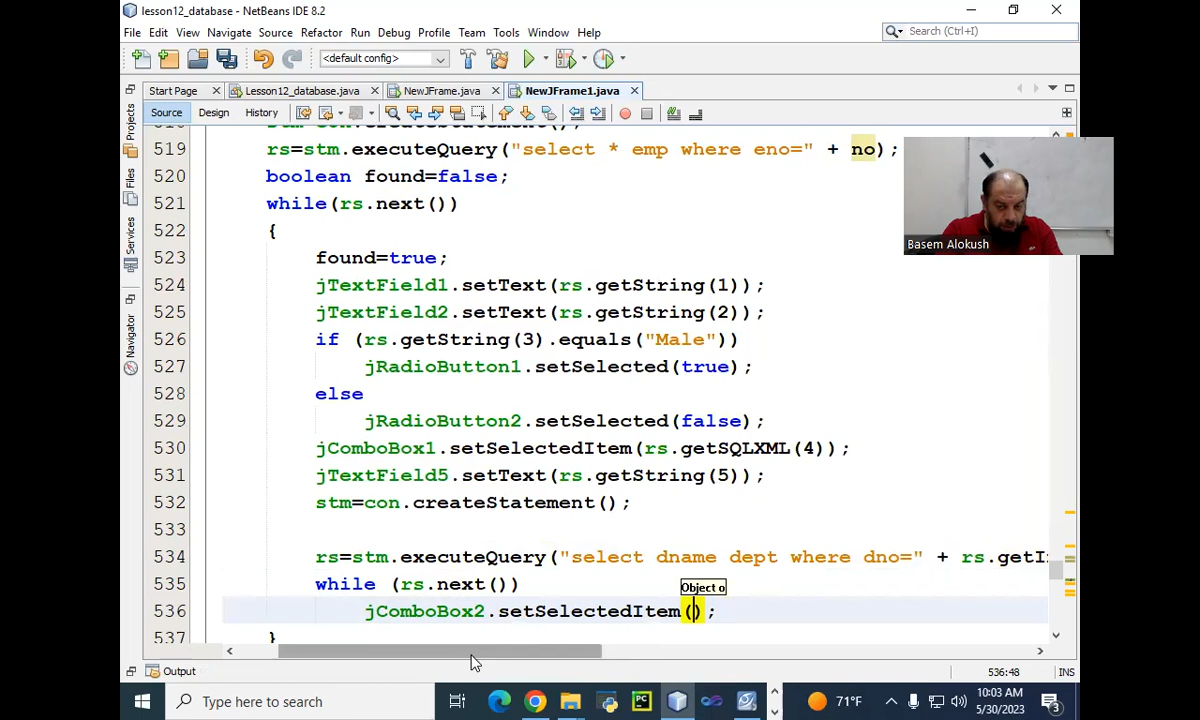 lesson12_database - NetBeans IDE 8.2
File Edit View Navigate Source Refactor Run Debug Profile Team Tools Window Help
Search (Ctrl+I)
<default config>
Start Page Lesson12_database.java NewJFrame.java NewJFrame1.java
Source Design History
Projects
Files
Services
Navigator
519 rs=stm.executeQuery("select * emp where eno=" + no);
520 boolean found=false;
521 while(rs.next())
522 {
523 found=true;
524 jTextField1.setText(rs.getString(1));
525 jTextField2.setText(rs.getString(2));
526 if (rs.getString(3).equals("Male"))
527 jRadioButton1.setSelected(true);
528 else
529 jRadioButton2.setSelected(false);
530 jComboBox1.setSelectedItem(rs.getSQLXML(4));
531 jTextField5.setText(rs.getString(5));
532 stm=con.createStatement();
533
534 rs=stm.executeQuery("select dname dept where dno=" + rs.getI
535 while (rs.next())
Object o
536 jComboBox2.setSelectedItem();
537 }
Basem Alokush
Output
536:48 INS
Type here to search
PC
71°F
10:03 AM
5/30/2023
3